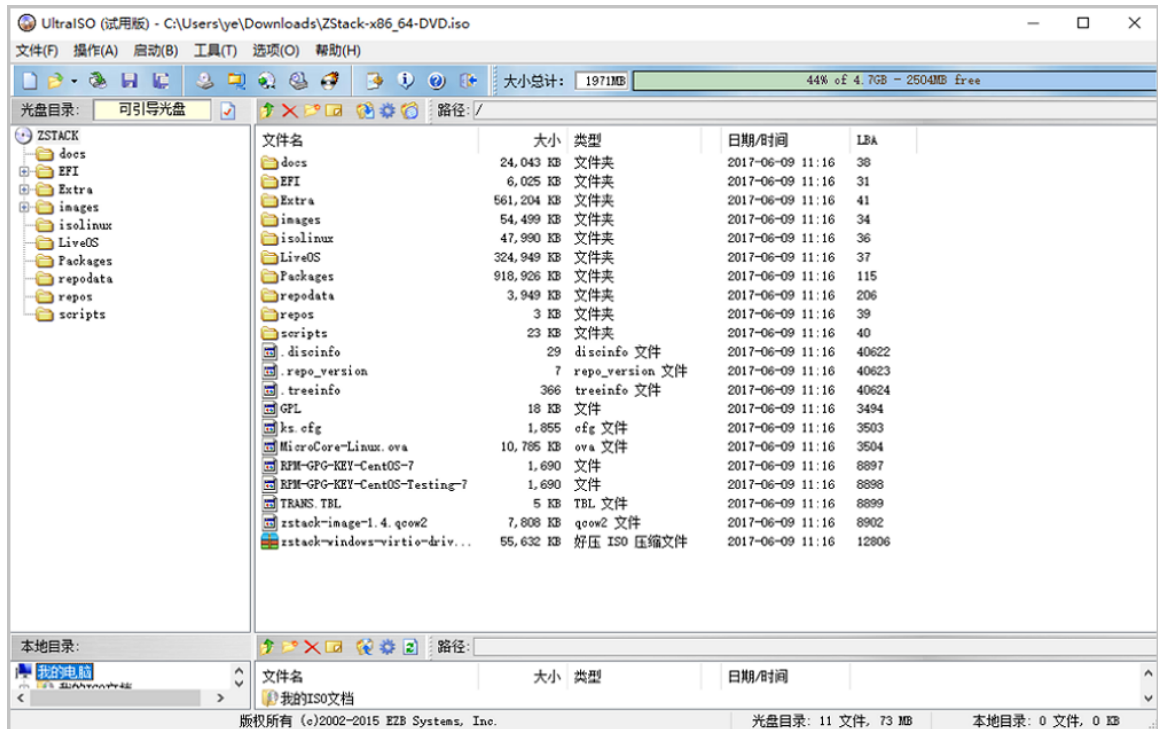 UltraISO (试用版) - C:\Users\ye\Downloads\ZStack-x86_64-DVD.iso
文件(F) 操作(A) 启动(B) 工具(T) 选项(O) 帮助(H)
大小总计: 1971MB 44% of 4.7GB - 2504MB free
光盘目录: 可引导光盘 路径: /
ZSTACK
docs
EFI
Extra
images
isolinux
LiveOS
Packages
repodata
repos
scripts
文件名 大小 类型 日期/时间 LBA
docs 24,043 KB 文件夹 2017-06-09 11:16 38
EFI 6,025 KB 文件夹 2017-06-09 11:16 31
Extra 561,204 KB 文件夹 2017-06-09 11:16 41
images 54,499 KB 文件夹 2017-06-09 11:16 34
isolinux 47,990 KB 文件夹 2017-06-09 11:16 36
LiveOS 324,949 KB 文件夹 2017-06-09 11:16 37
Packages 918,926 KB 文件夹 2017-06-09 11:16 115
repodata 3,949 KB 文件夹 2017-06-09 11:16 206
repos 3 KB 文件夹 2017-06-09 11:16 39
scripts 23 KB 文件夹 2017-06-09 11:16 40
.discinfo 29 discinfo 文件 2017-06-09 11:16 40622
.repo_version 7 repo_version 文件 2017-06-09 11:16 40623
.treeinfo 366 treeinfo 文件 2017-06-09 11:16 40624
GPL 18 KB 文件 2017-06-09 11:16 3494
ks.cfg 1,855 cfg 文件 2017-06-09 11:16 3503
MicroCore-Linux.ova 10,785 KB ova 文件 2017-06-09 11:16 3504
RPM-GPG-KEY-CentOS-7 1,690 文件 2017-06-09 11:16 8897
RPM-GPG-KEY-CentOS-Testing-7 1,690 文件 2017-06-09 11:16 8898
TRANS.TBL 5 KB TBL 文件 2017-06-09 11:16 8899
zstack-image-1.4.qcow2 7,808 KB qcow2 文件 2017-06-09 11:16 8902
zstack-windows-virtio-driv... 55,632 KB 好压 ISO 压缩文件 2017-06-09 11:16 12806
本地目录: 路径:
我的电脑
我的ISO文档
文件名 大小 类型 日期/时间
我的ISO文档
版权所有 (c)2002-2015 EZB Systems, Inc. 光盘目录: 11 文件, 73 MB 本地目录: 0 文件, 0 KB